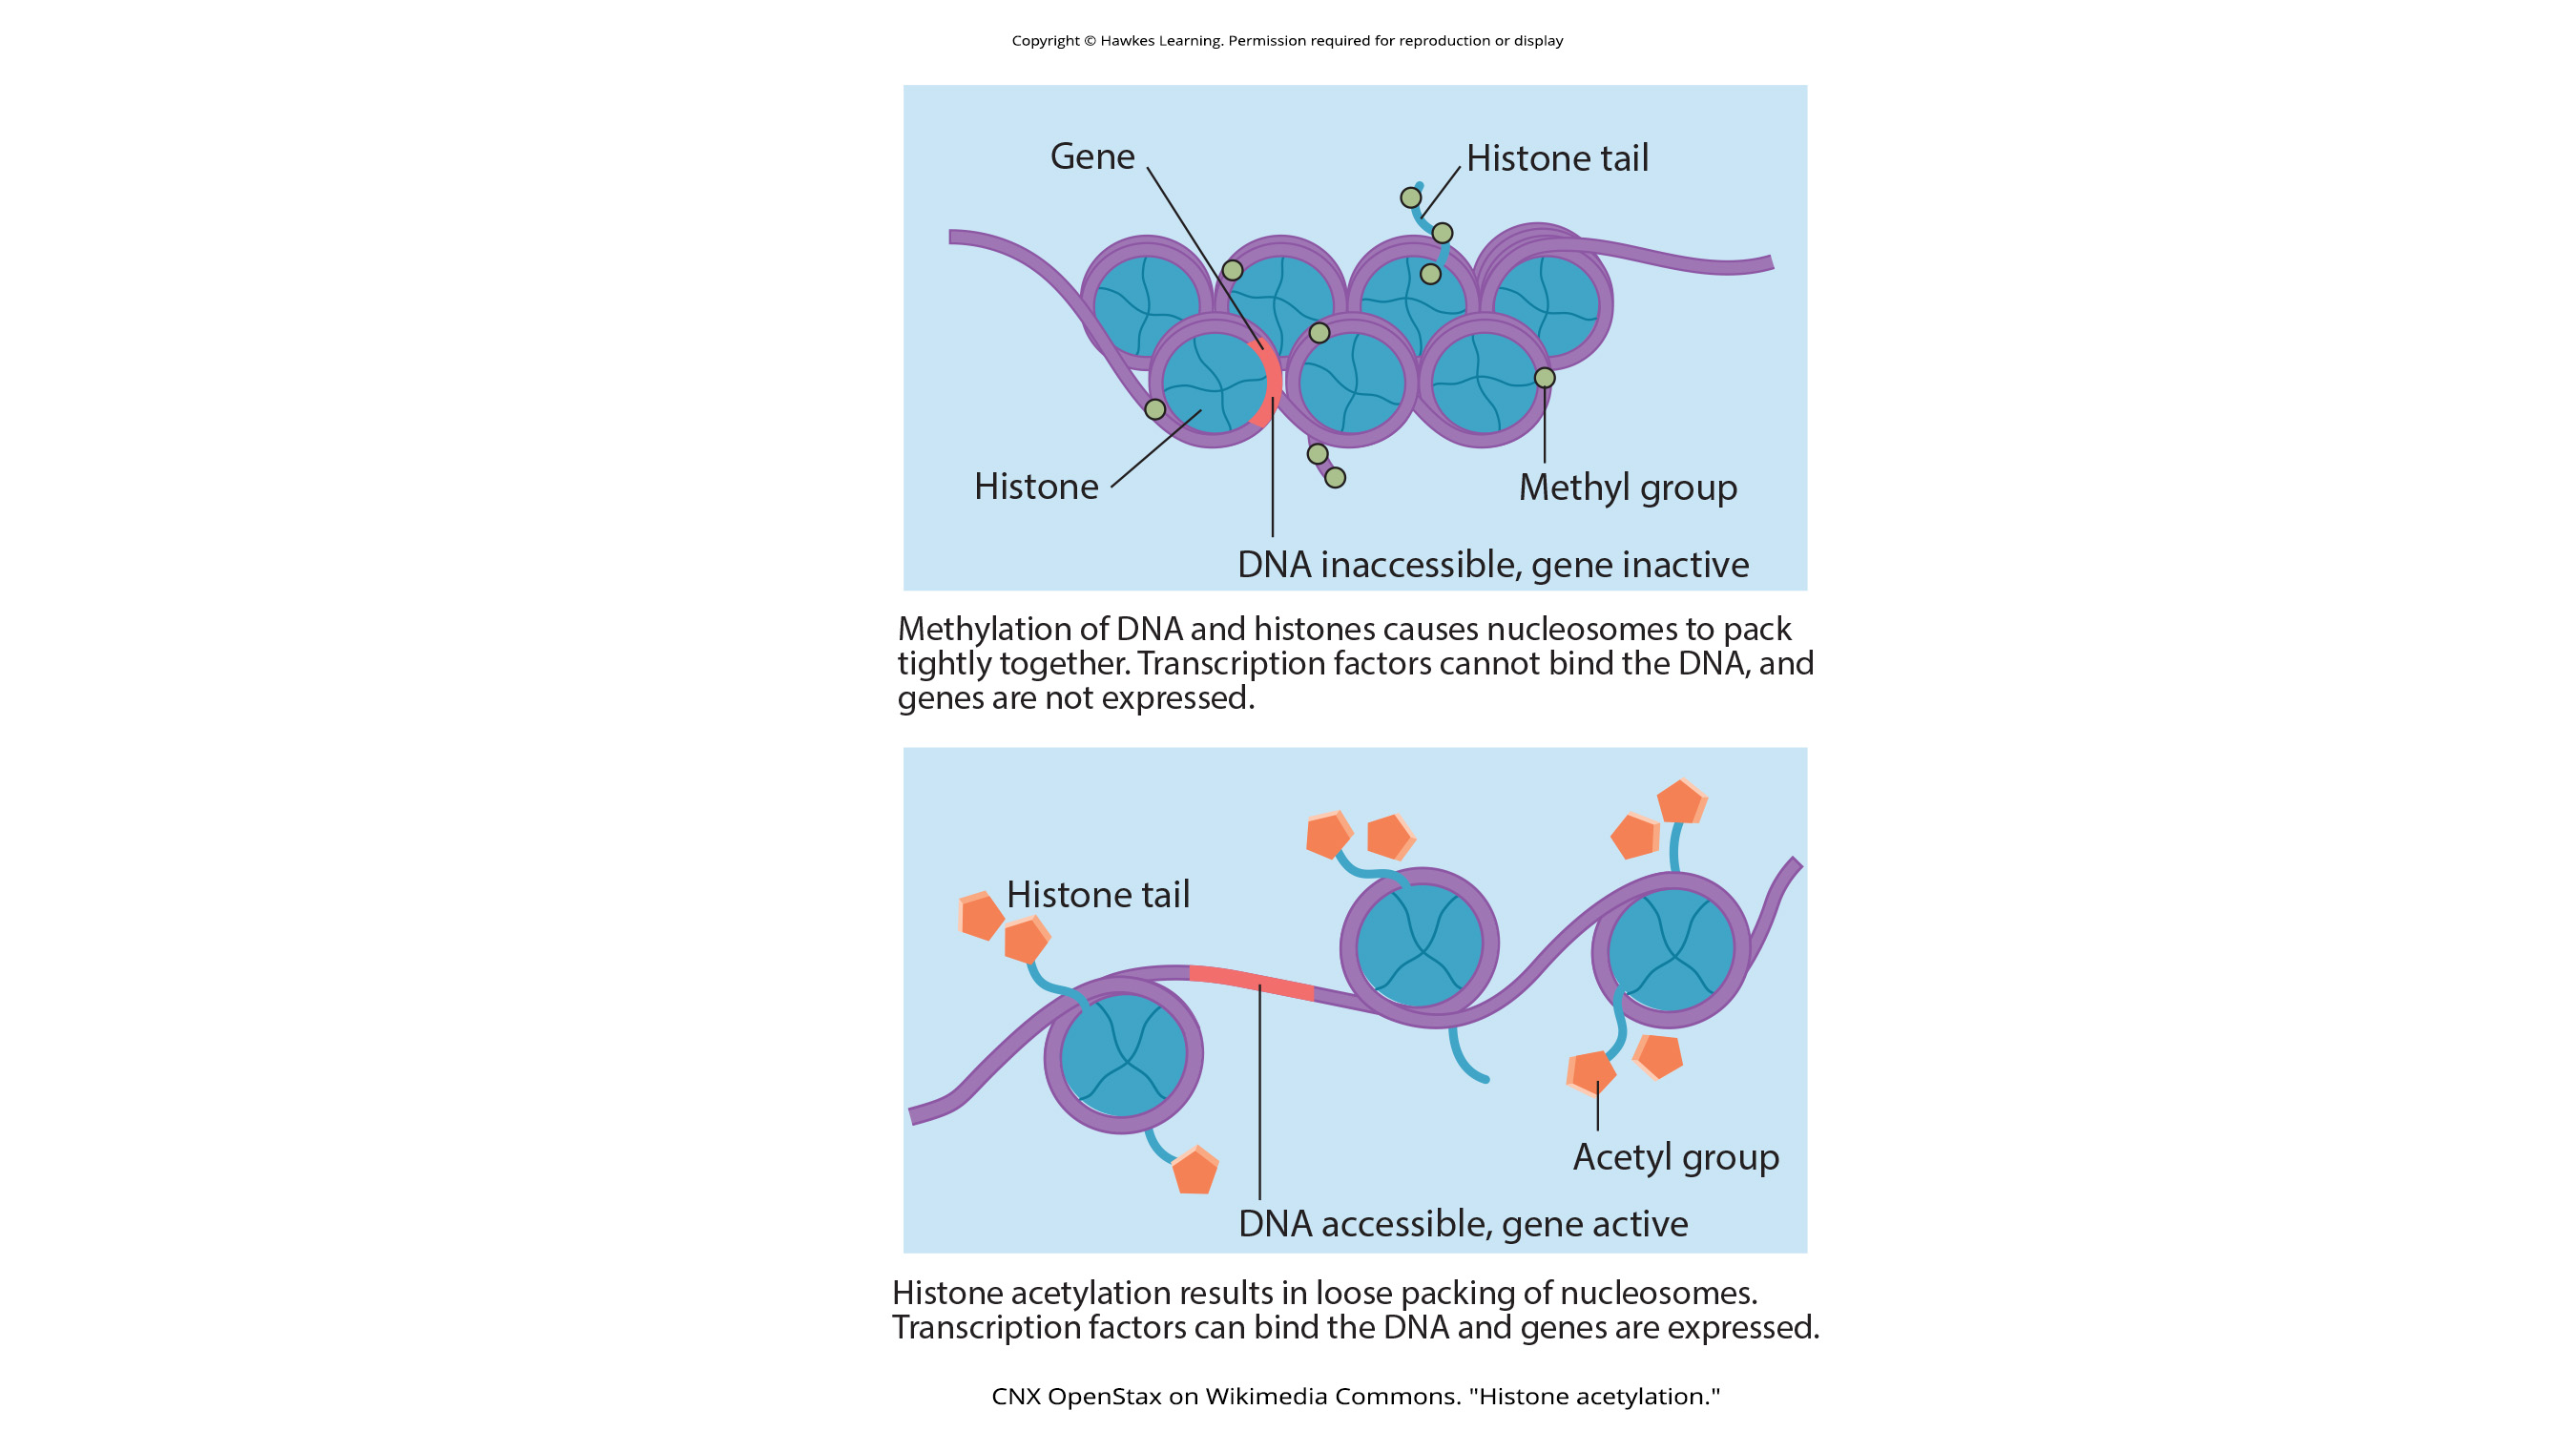 Copyright © Hawkes Learning. Permission required for reproduction or display
Gene
Histone tail
Histone
Methyl group
DNA inaccessible, gene inactive
Methylation of DNA and histones causes nucleosomes to pack
tightly together. Transcription factors cannot bind the DNA, and
genes are not expressed.
Histone tail
Acetyl group
DNA accessible, gene active
Histone acetylation results in loose packing of nucleosomes.
Transcription factors can bind the DNA and genes are expressed.
CNX OpenStax on Wikimedia Commons. "Histone acetylation."